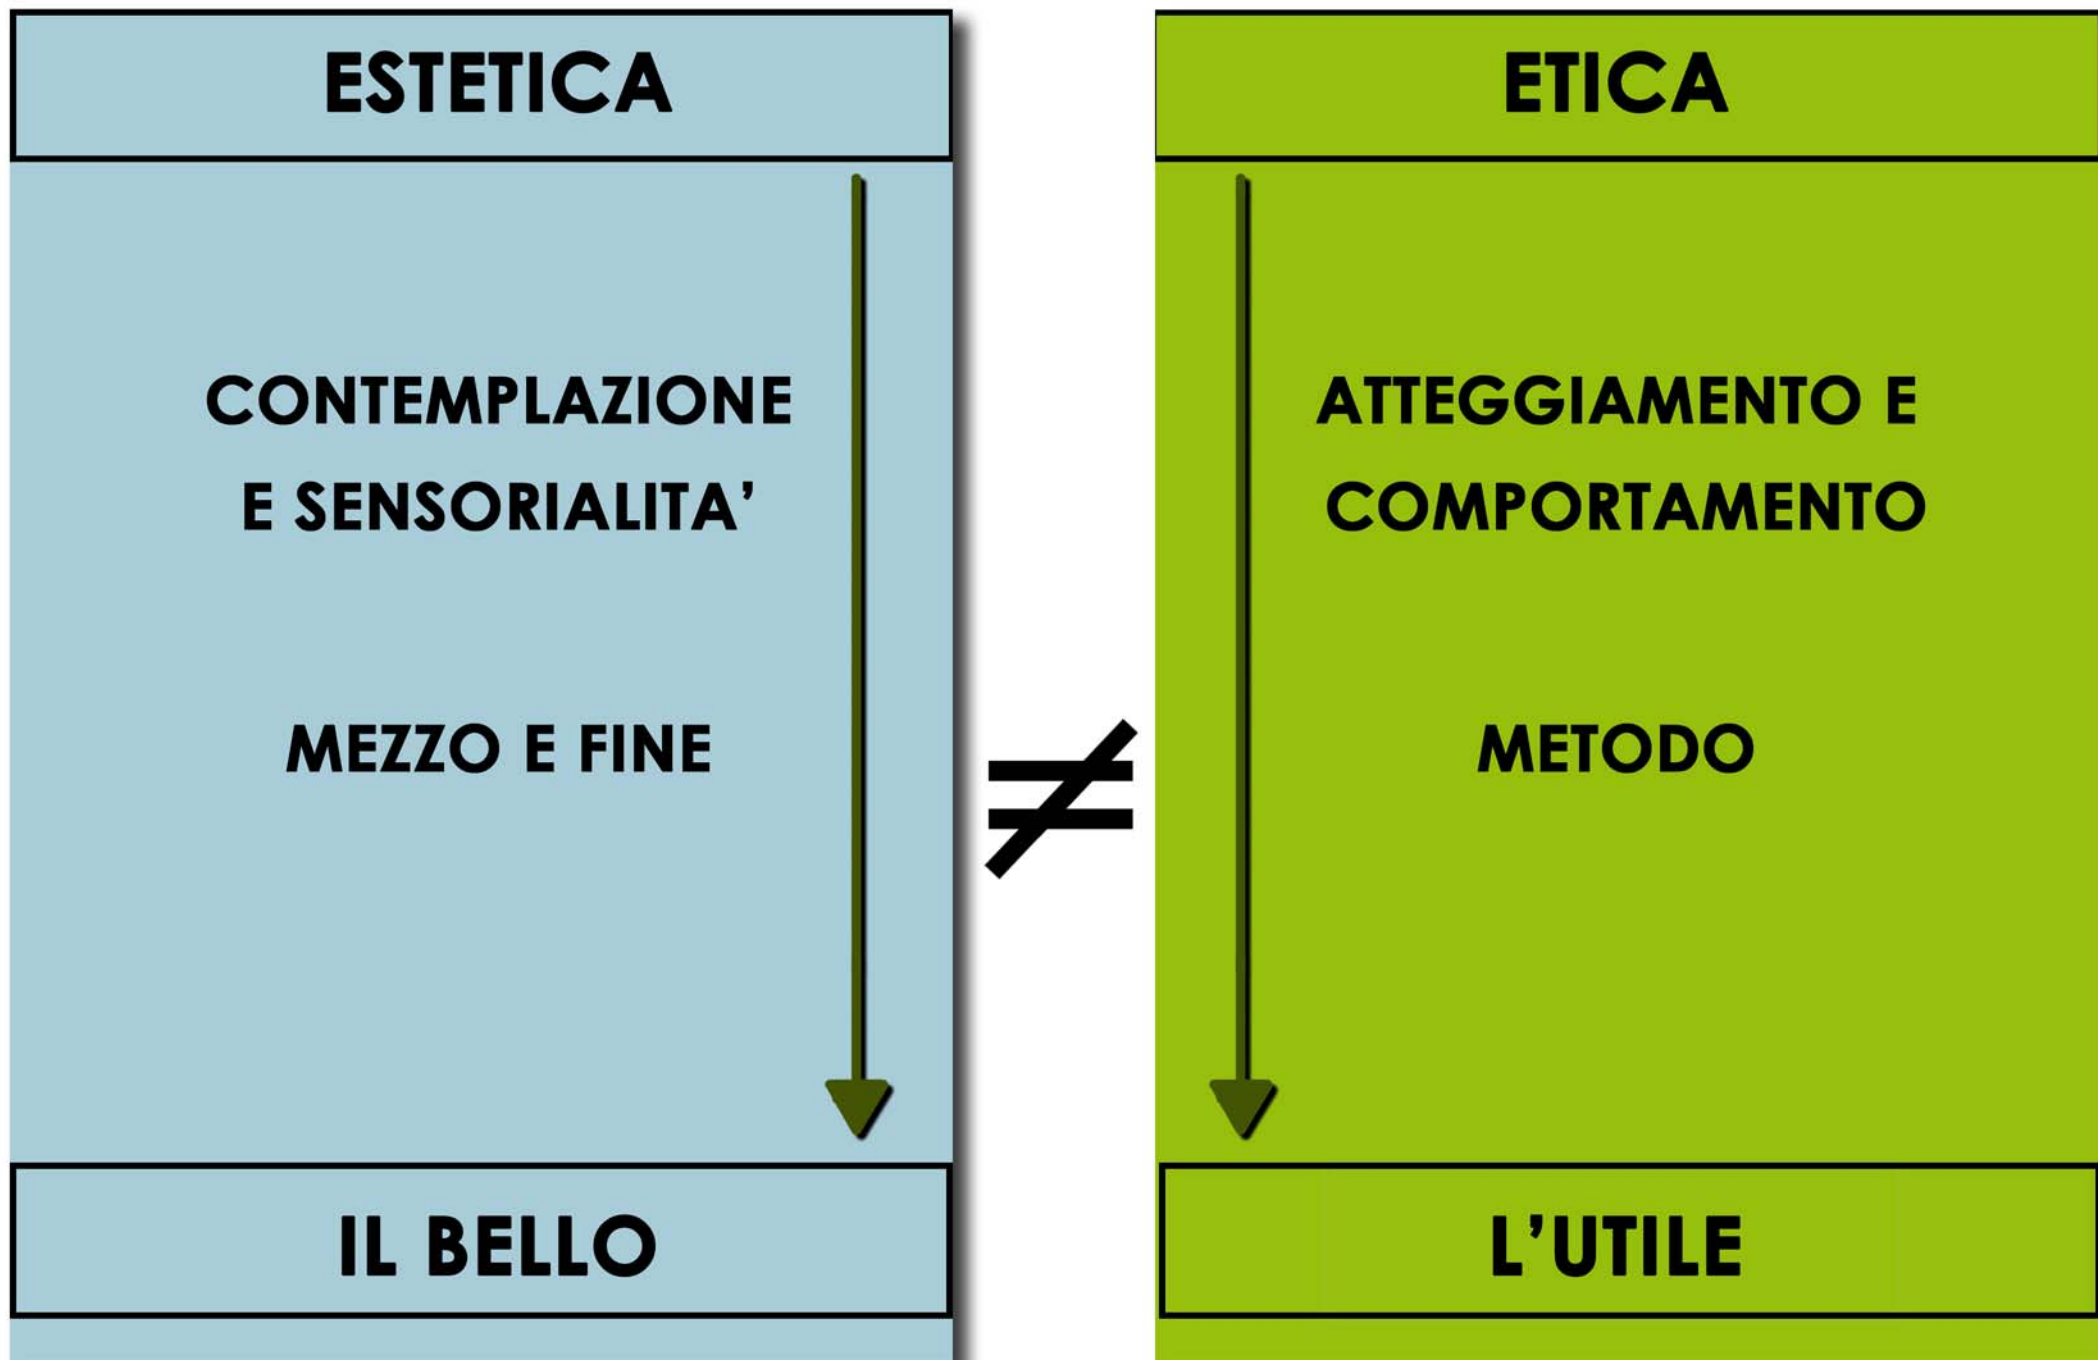 ESTETICA
CONTEMPLAZIONE
E SENSORIALITA’
MEZZO E FINE
IL BELLO
≠
ETICA
ATTEGGIAMENTO E
COMPORTAMENTO
METODO
L’UTILE